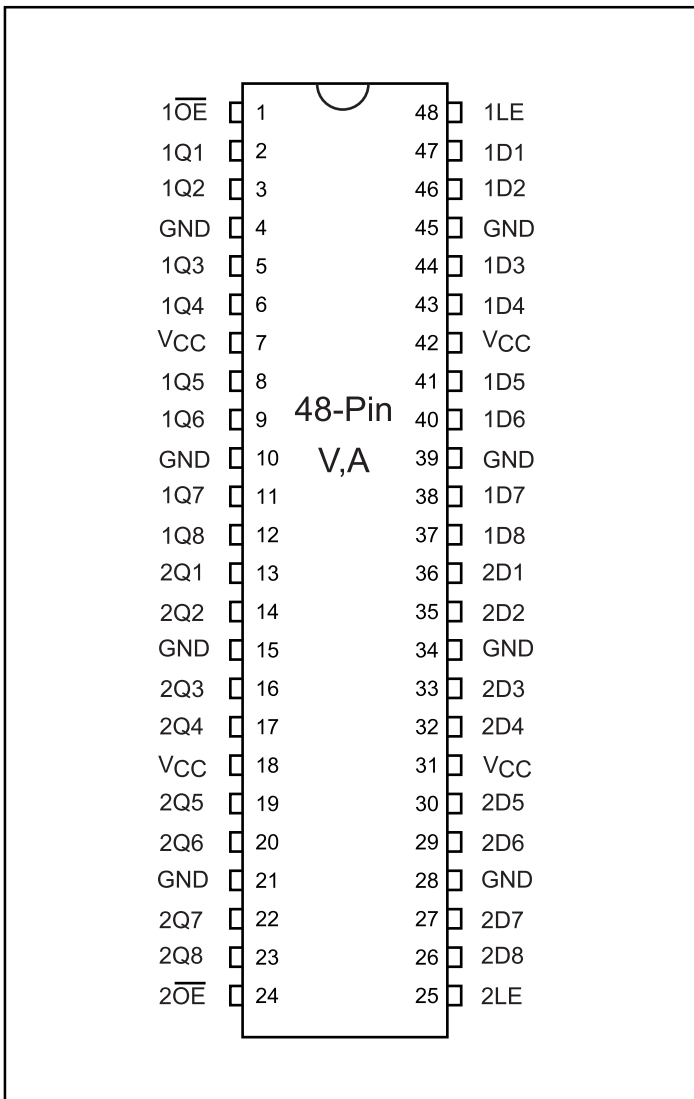 1O̅E̅ 1 48 1LE
1Q1 2 47 1D1
1Q2 3 46 1D2
GND 4 45 GND
1Q3 5 44 1D3
1Q4 6 43 1D4
VCC 7 42 VCC
1Q5 8 41 1D5
1Q6 9 40 1D6
48-Pin
GND 10 39 GND
V,A
1Q7 11 38 1D7
1Q8 12 37 1D8
2Q1 13 36 2D1
2Q2 14 35 2D2
GND 15 34 GND
2Q3 16 33 2D3
2Q4 17 32 2D4
VCC 18 31 VCC
2Q5 19 30 2D5
2Q6 20 29 2D6
GND 21 28 GND
2Q7 22 27 2D7
2Q8 23 26 2D8
2O̅E̅ 24 25 2LE